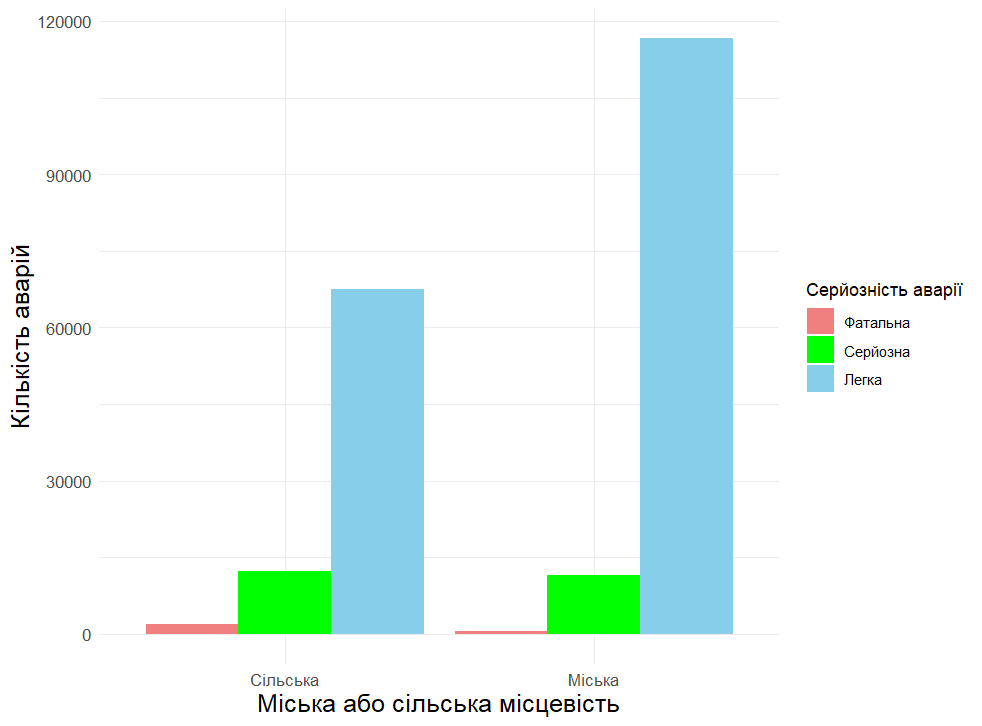 Кількість аварій
120000
90000
60000
30000
0
Сільська
Міська
Міська або сільська місцевість
Серйозність аварії
Фатальна
Серйозна
Легка